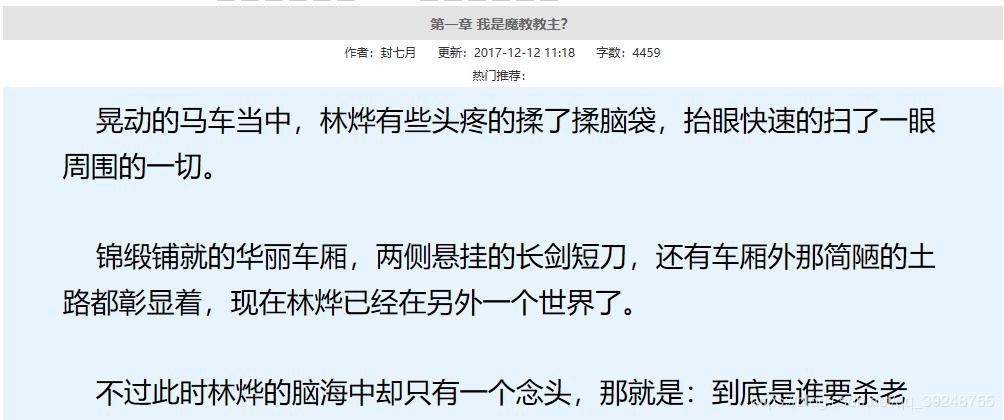 第一章 我是魔教教主?
作者：封七月 更新：2017-12-12 11:18 字数：4459
热门推荐：
晃动的马车当中，林烨有些头疼的揉了揉脑袋，抬眼快速的扫了一眼
周围的一切。
锦缎铺就的华丽车厢，两侧悬挂的长剑短刀，还有车厢外那简陋的土
路都彰显着，现在林烨已经在另外一个世界了。
不过此时林烨的脑海中却只有一个念头，那就是：到底是谁要杀老